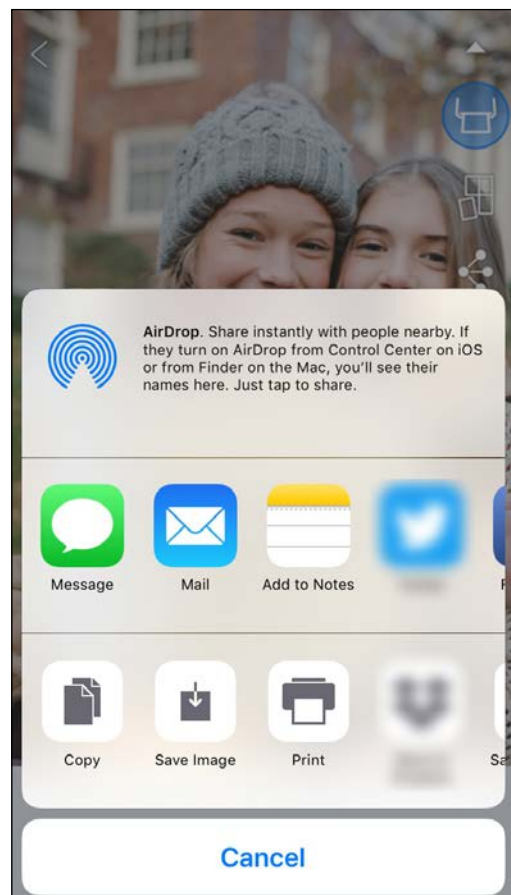 AirDrop. Share instantly with people nearby. If
they turn on AirDrop from Control Center on iOS
or from Finder on the Mac, you’ll see their
names here. Just tap to share.
Message Mail Add to Notes
Copy Save Image Print
Cancel